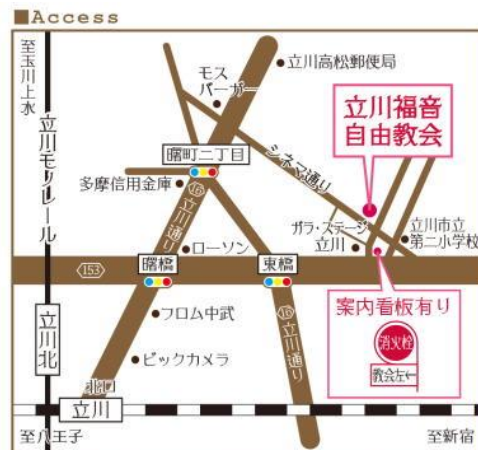 ■Access
至玉川上水
立川モノレール
立川北
モス
バーガー
立川高松郵便局
立川福音
自由教会
曙町二丁目
シネマ通り
多摩信用金庫
16
立川通り
ガラ・ステージ
立川
立川市立
第二小学校
ローソン
153
曙橋
東橋
案内看板有り
消火栓
教会左←
フロム中武
16
立川通り
ビックカメラ
北口
立川
至八王子
至新宿